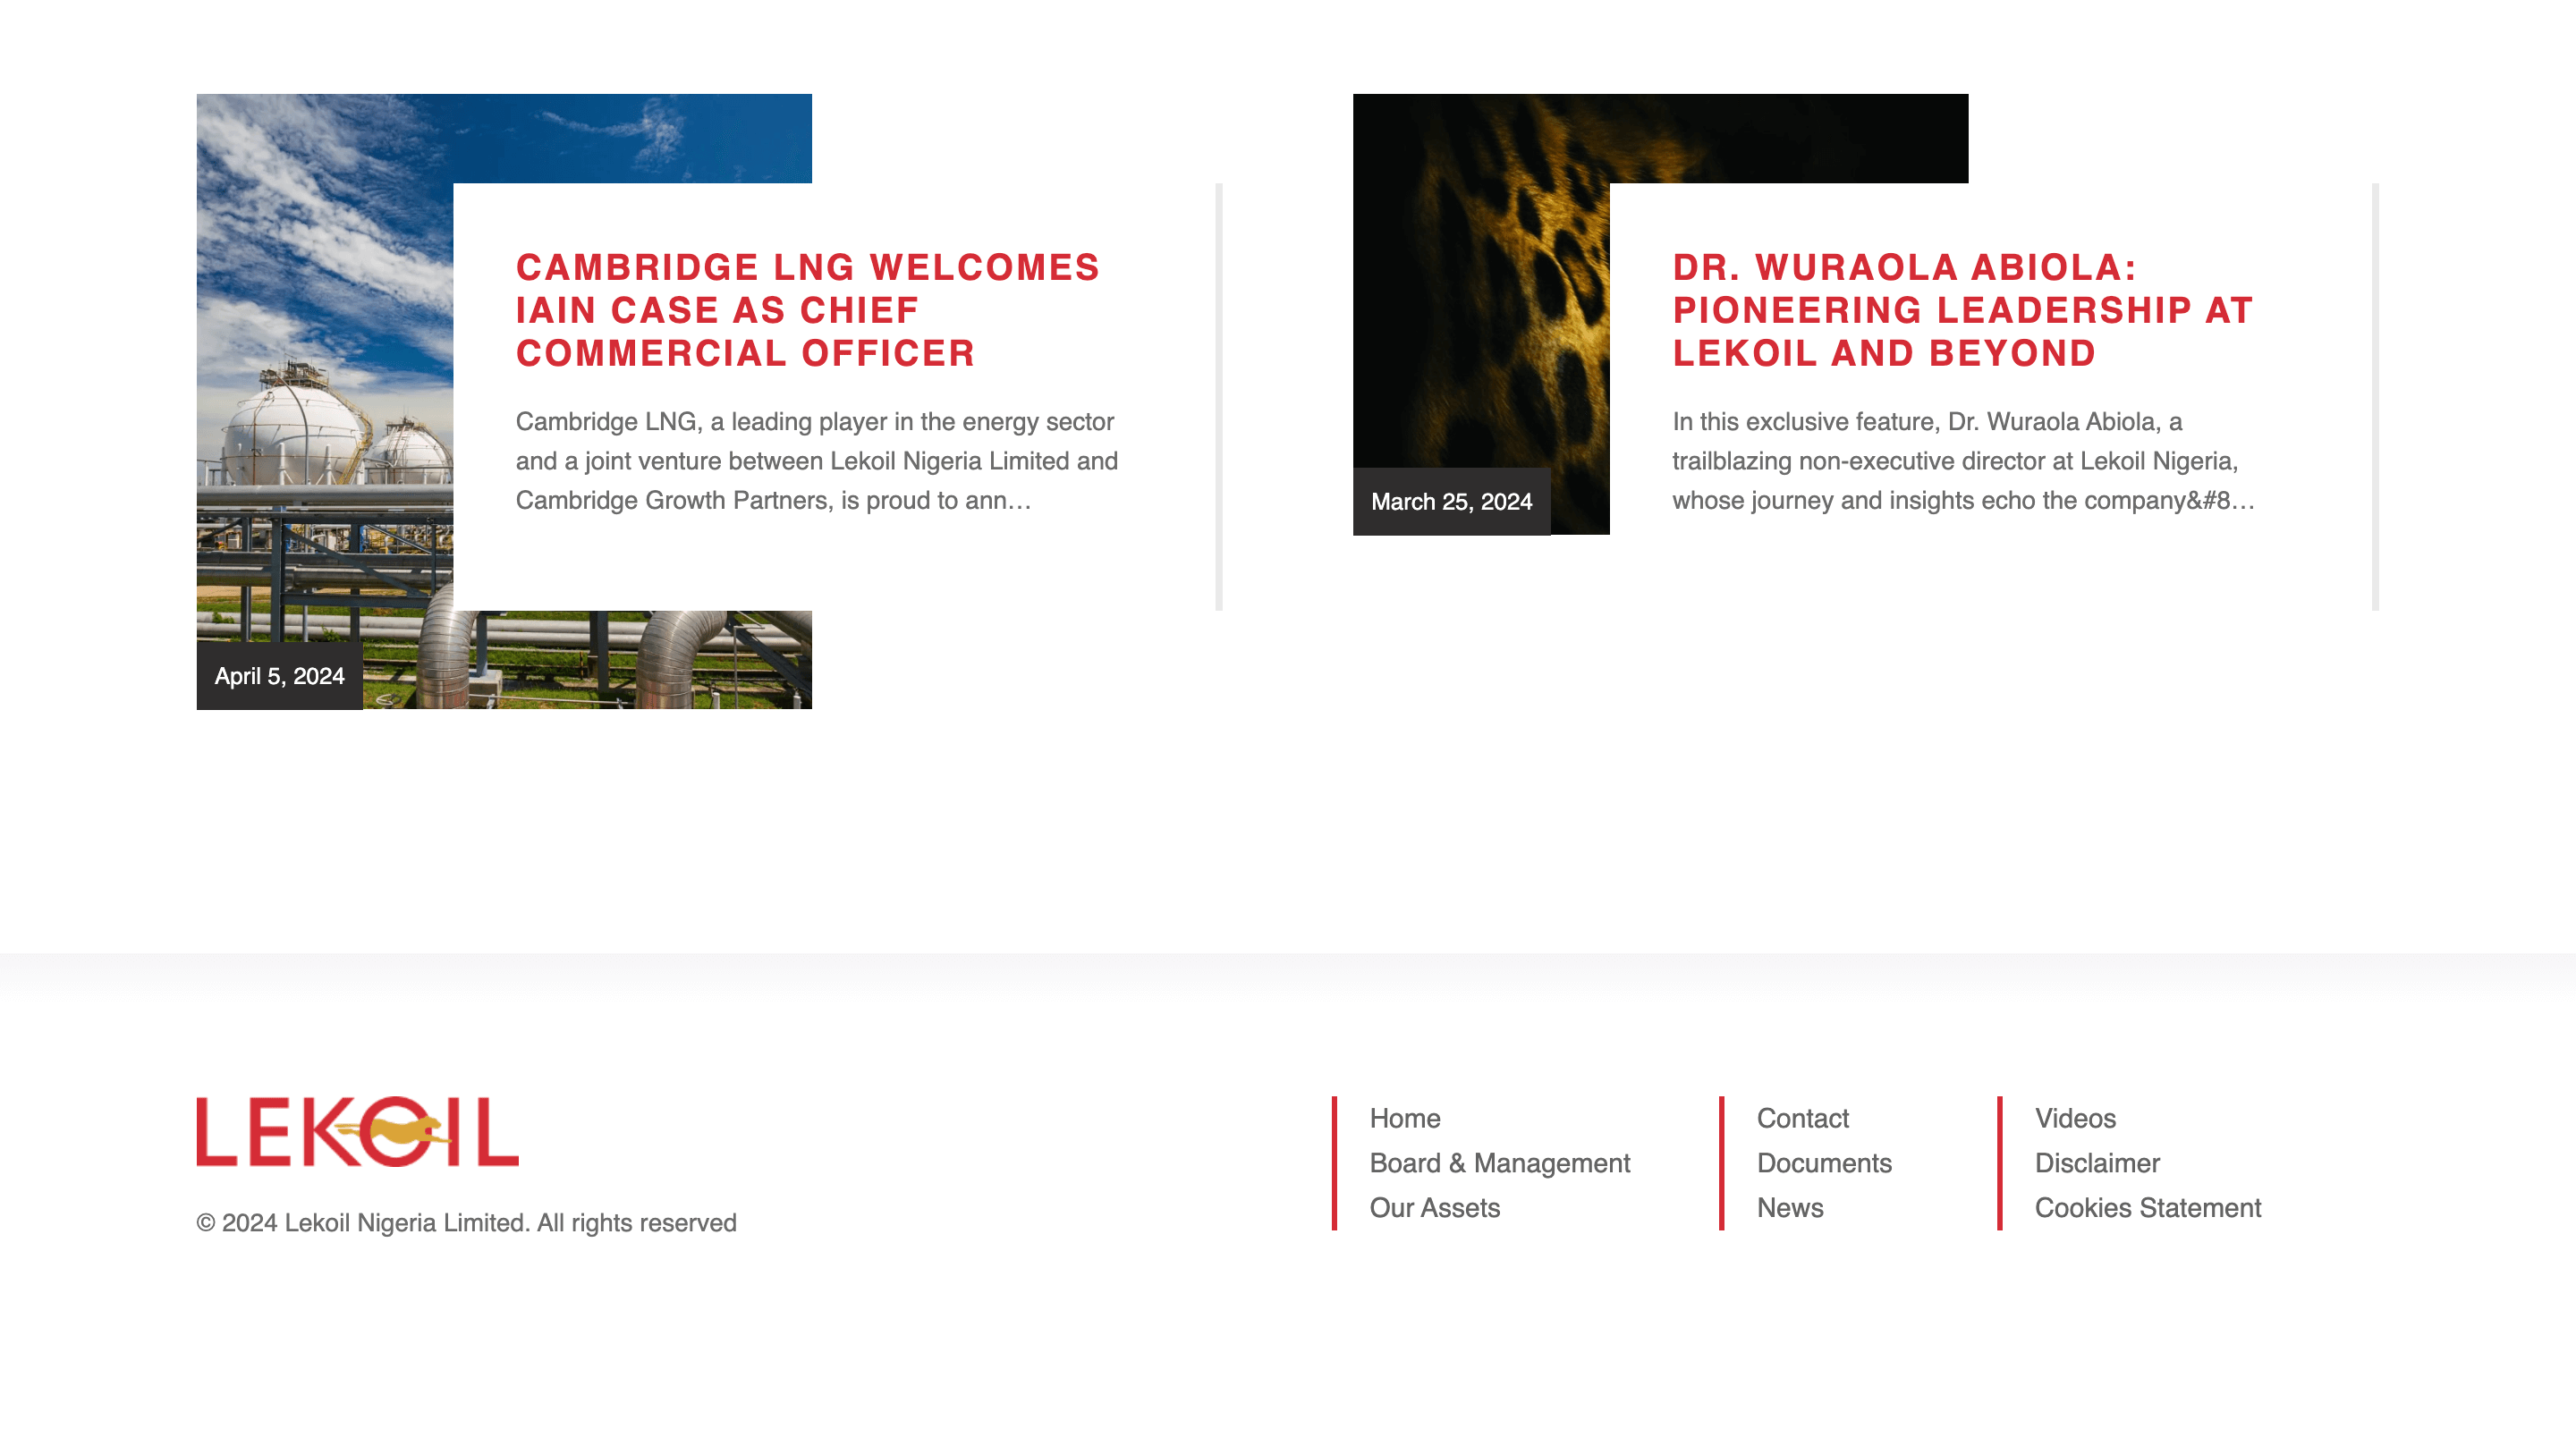 CAMBRIDGE LNG WELCOMES
IAIN CASE AS CHIEF
COMMERCIAL OFFICER
Cambridge LNG, a leading player in the energy sector
and a joint venture between Lekoil Nigeria Limited and
Cambridge Growth Partners, is proud to ann…
April 5, 2024
DR. WURAOLA ABIOLA:
PIONEERING LEADERSHIP AT
LEKOIL AND BEYOND
In this exclusive feature, Dr. Wuraola Abiola, a
trailblazing non-executive director at Lekoil Nigeria,
whose journey and insights echo the company&#8…
March 25, 2024
LEKOIL
© 2024 Lekoil Nigeria Limited. All rights reserved
Home
Board & Management
Our Assets
Contact
Documents
News
Videos
Disclaimer
Cookies Statement